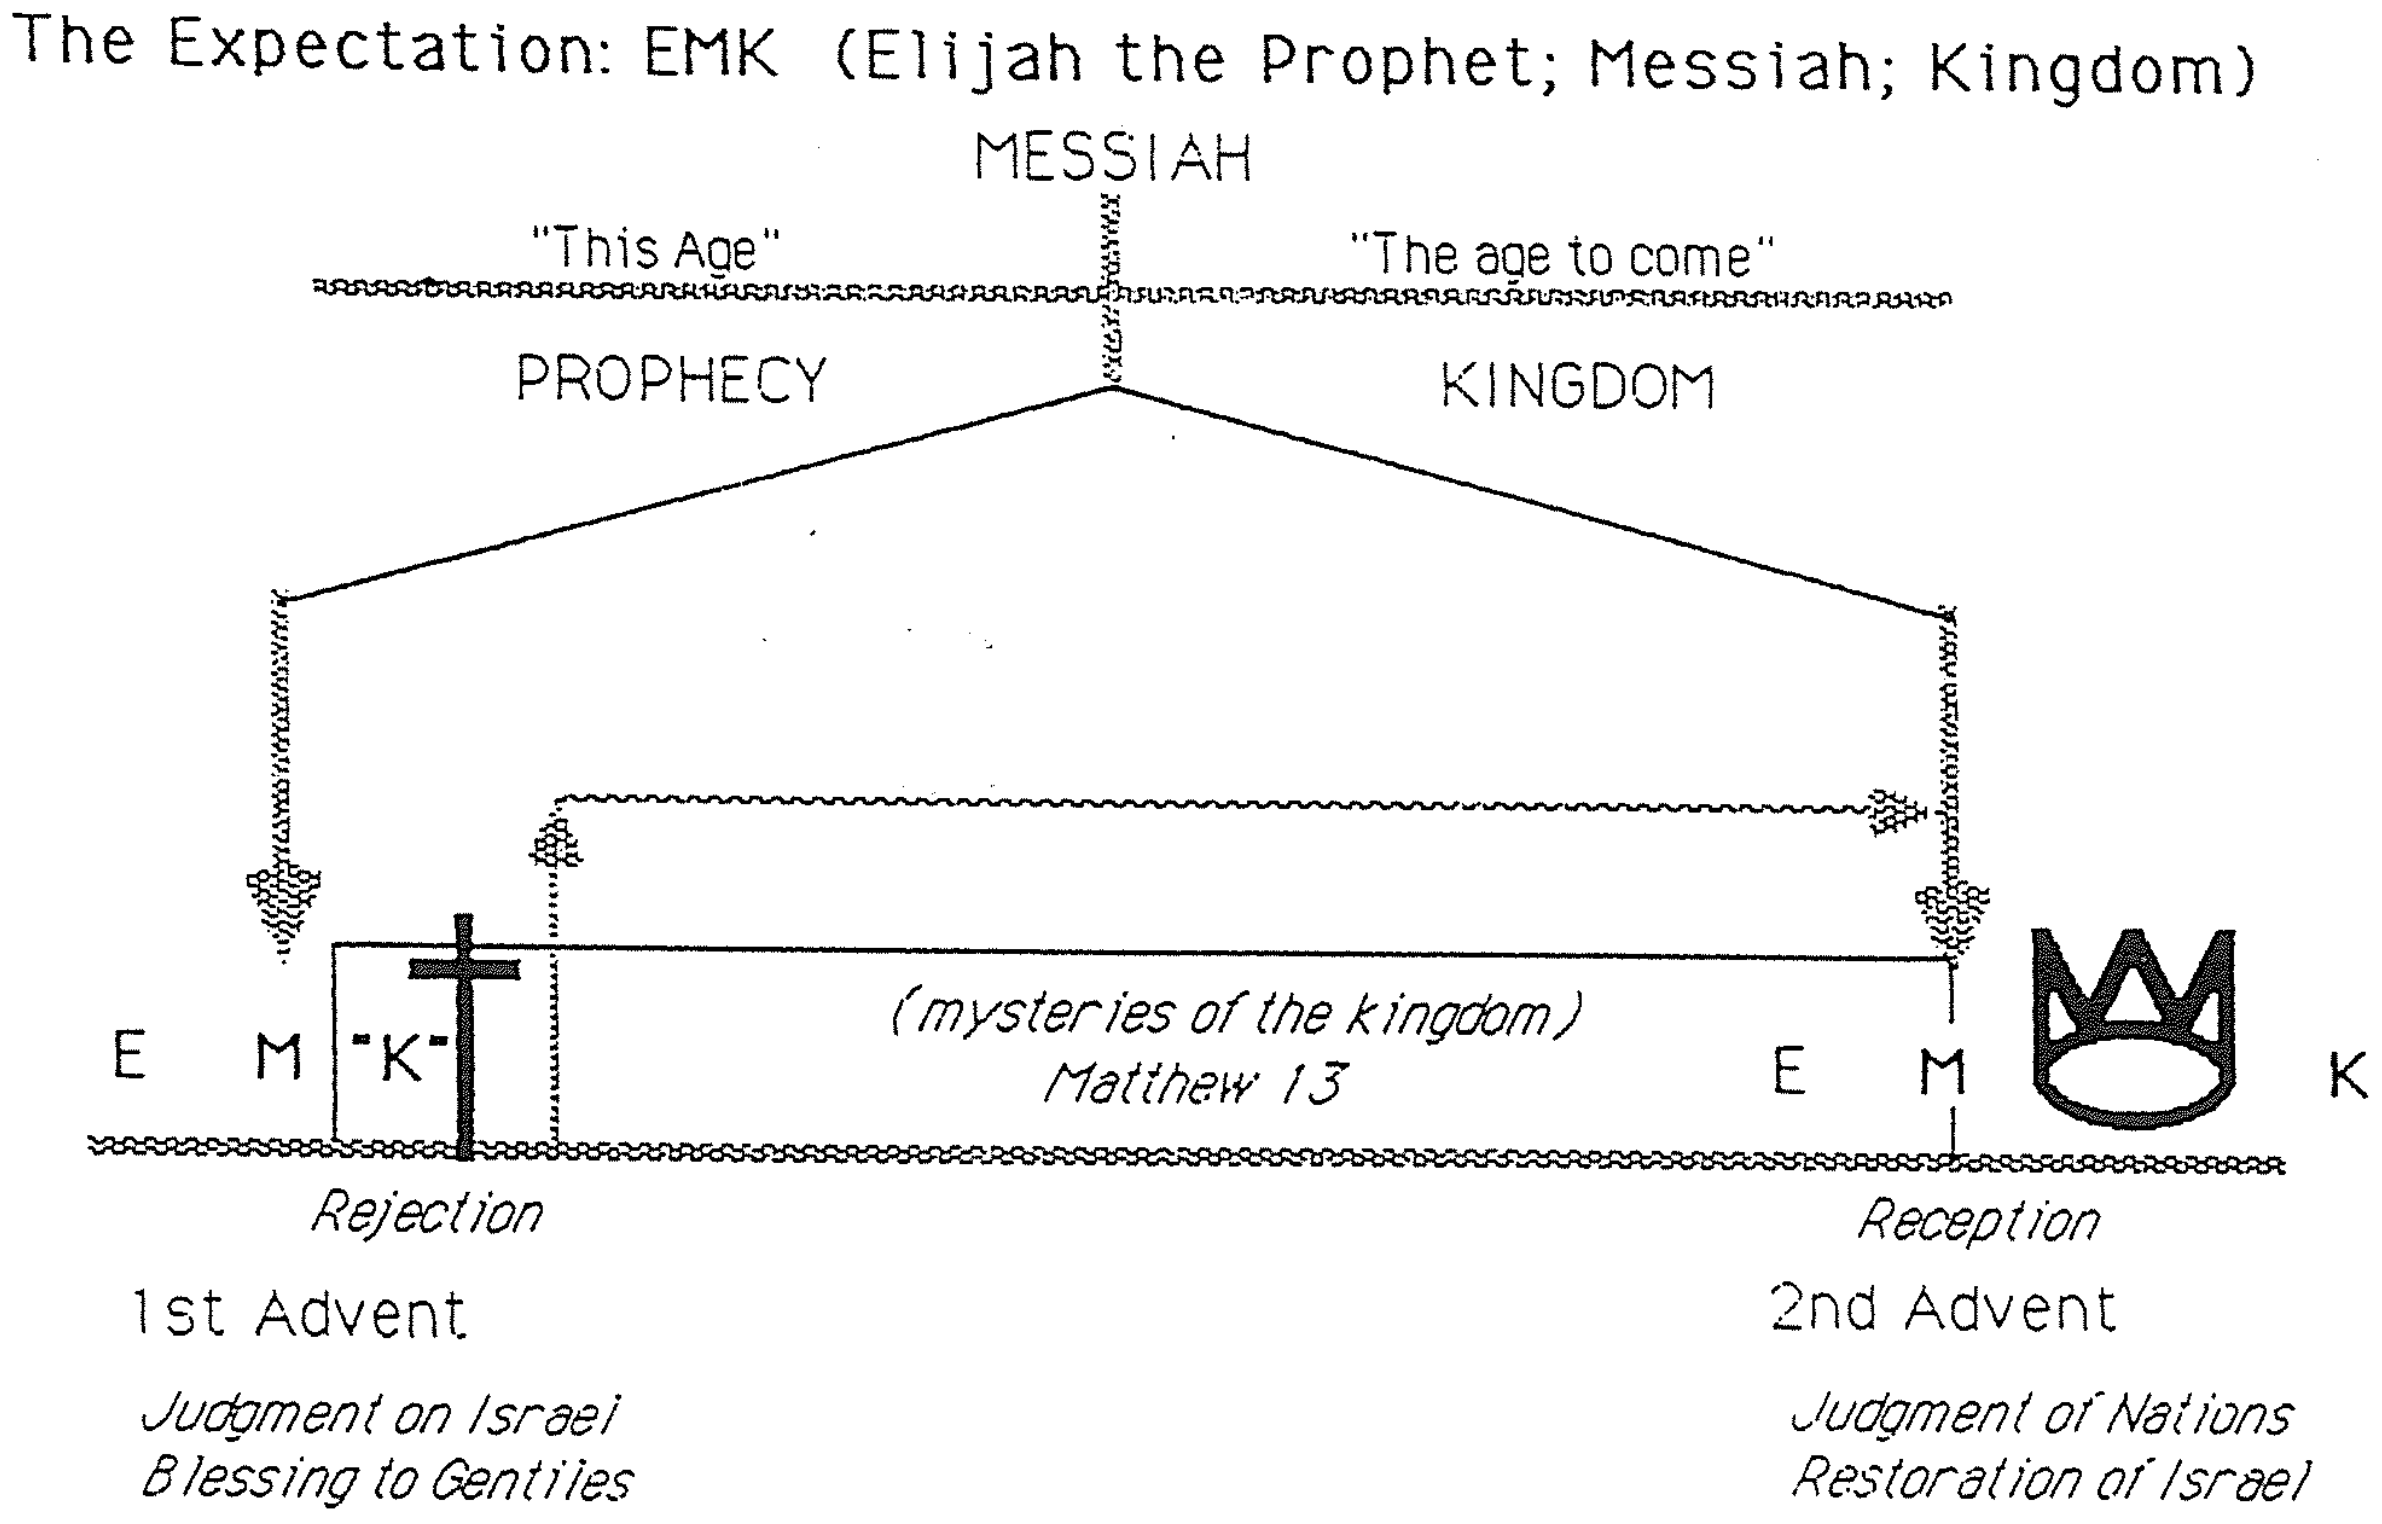 The Expectation: EMK (Elijah the Prophet; Messiah; Kingdom)
MESSIAH
"This Age" "The age to come"
PROPHECY KINGDOM
(mysteries of the kingdom)
E M "K" Matthew 13 E M K
Rejection Reception
1st Advent 2nd Advent
Judgment on Israel Judgment of Nations
Blessing to Gentiles Restoration of Israel